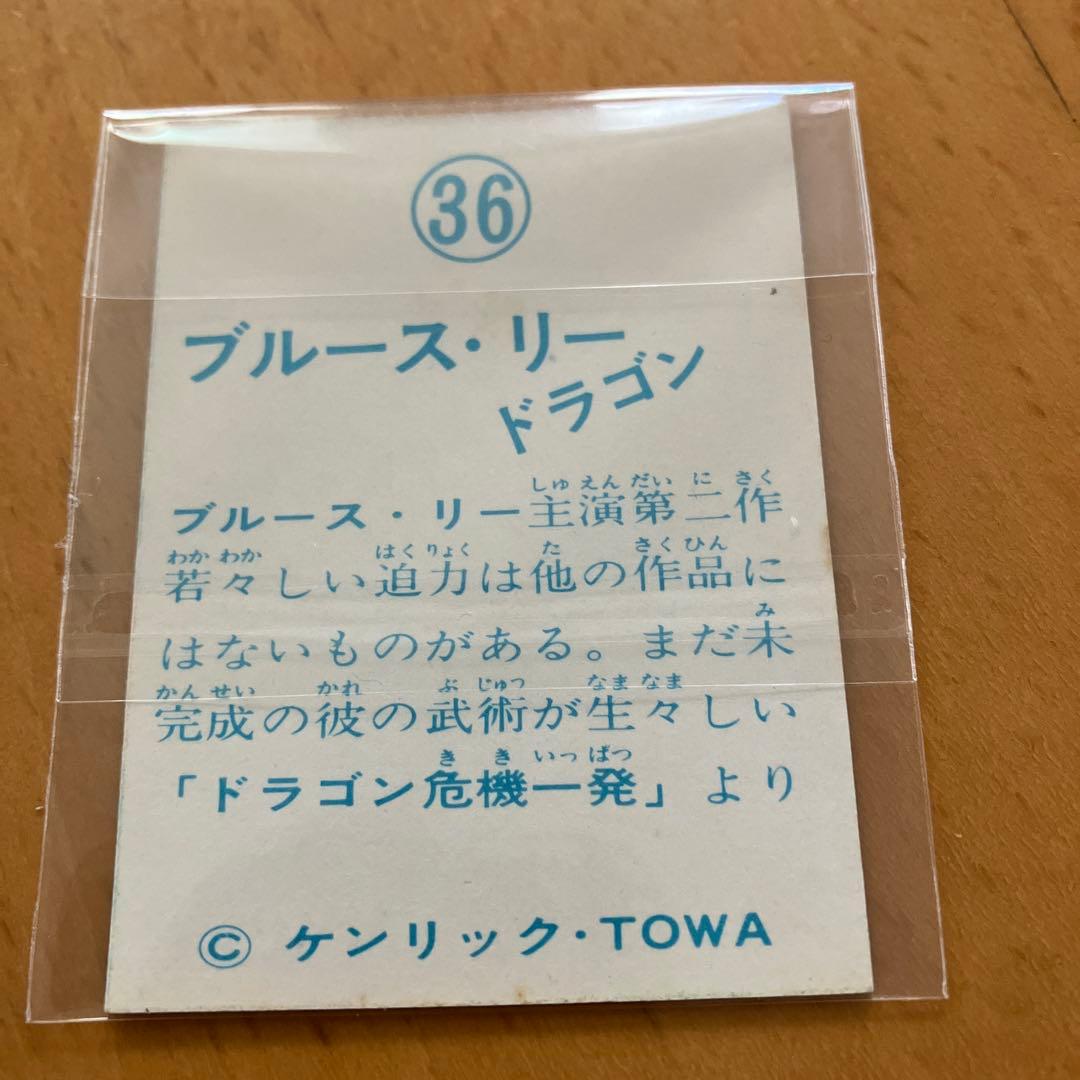 36
ブルース・リー
ドラゴン
しゅ えん だい に さく
ブルース・リー主演第二作
わか わか はく りょく た さく ひん
若々しい迫力は他の作品に
み
はないものがある。まだ未
かん せい かれ ぶ じゅつ なま なま
完成の彼の武術が生々しい
き き いっ ぱつ
「ドラゴン危機一発」より
© ケンリック・TOWA